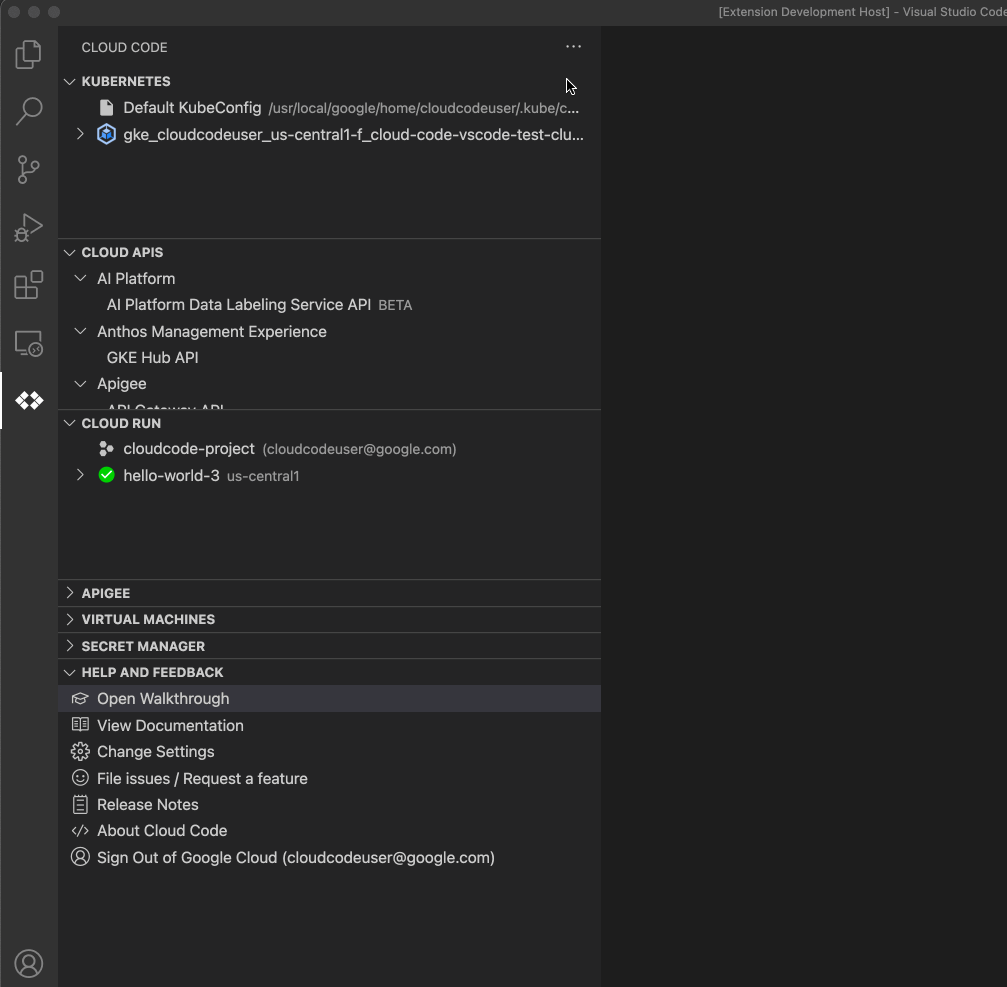 [Extension Development Host] - Visual Studio Code
CLOUD CODE
KUBERNETES
Default KubeConfig /usr/local/google/home/cloudcodeuser/.kube/c...
gke_cloudcodeuser_us-central1-f_cloud-code-vscode-test-clu...
CLOUD APIS
AI Platform
AI Platform Data Labeling Service API BETA
Anthos Management Experience
GKE Hub API
Apigee
API Gateway API
CLOUD RUN
cloudcode-project (cloudcodeuser@google.com)
hello-world-3 us-central1
APIGEE
VIRTUAL MACHINES
SECRET MANAGER
HELP AND FEEDBACK
Open Walkthrough
View Documentation
Change Settings
File issues / Request a feature
Release Notes
About Cloud Code
Sign Out of Google Cloud (cloudcodeuser@google.com)